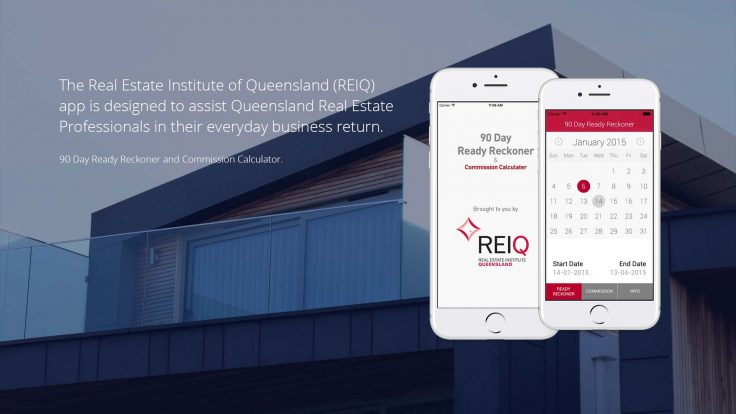 The Real Estate Institute of Queensland (REIQ)
app is designed to assist Queensland Real Estate
Professionals in their everyday business return.
90 Day Ready Reckoner and Commission Calculator.
Carrier
11:06 AM
90 Day
Ready Reckoner
&
Commission Calculater
Brought to you by
REIQ
REAL ESTATE INSTITUTE
QUEENSLAND
Carrier
11:05 AM
90 Day Ready Reckoner
January 2015
Sun Mon Tue Wed Thu Fri Sat
1 2 3
4 5 6 7 8 9 10
11 12 13 14 15 16 17
18 19 20 21 22 23 24
25 26 27 28 29 30 31
Start Date End Date
14-01-2015 13-04-2015
READY
RECKONER COMMISSION INFO